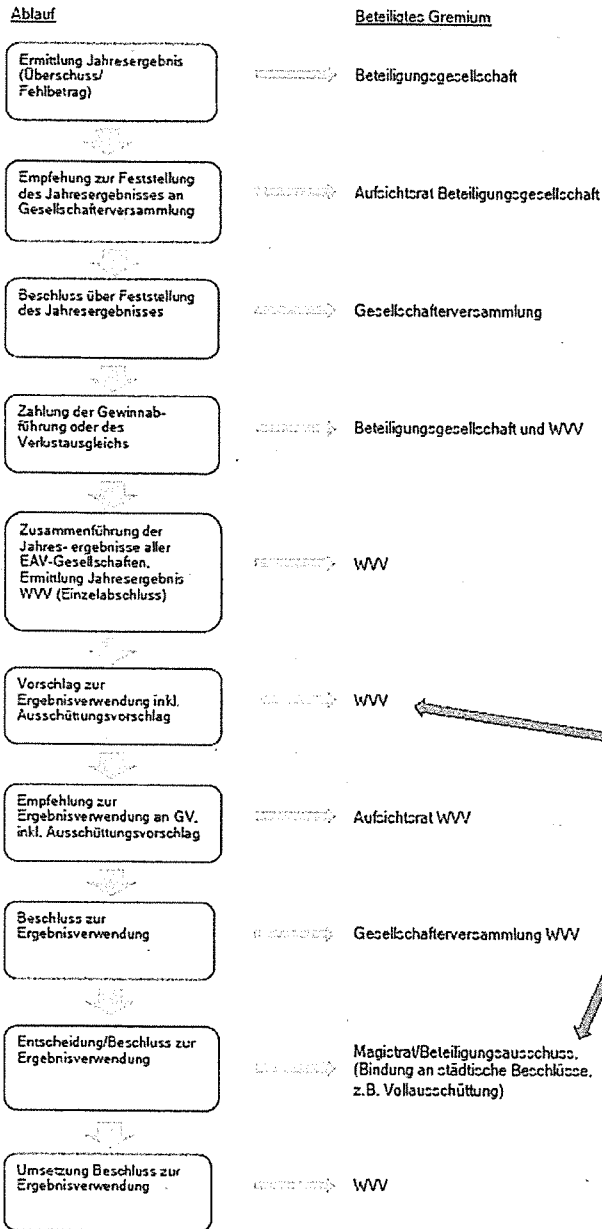 Ablauf
Beteiligtes Gremium
Ermittlung Jahresergebnis
(Überschuss/
Fehlbetrag)
Beteiligungsgesellschaft
Empfehung zur Feststellung
des Jahresergebnisses an
Gesellschafterversammlung
Aufsichtsrat Beteiligungsgesellschaft
Beschluss über Feststellung
des Jahresergebnisses
Gesellschafterversammlung
Zahlung der Gewinnab-
führung oder des
Verlustausgleichs
Beteiligungsgesellschaft und WVV
Zusammenführung der
Jahres- ergebnisse aller
EAV-Gesellschaften.
Ermittlung Jahresergebnis
WVV (Einzelabschluss)
WVV
Vorschlag zur
Ergebnisverwendung inkl.
Ausschüttungsvorschlag
WVV
Empfehlung zur
Ergebnisverwendung an GV.
inkl. Ausschüttungsvorschlag
Aufsichtsrat WVV
Beschluss zur
Ergebnisverwendung
Gesellschafterversammlung WVV
Entscheidung/Beschluss zur
Ergebnisverwendung
Magistrat/Beteiligungsausschuss.
(Bindung an städtische Beschlüsse.
z.B. Vollausschüttung)
Umsetzung Beschluss zur
Ergebnisverwendung
WVV